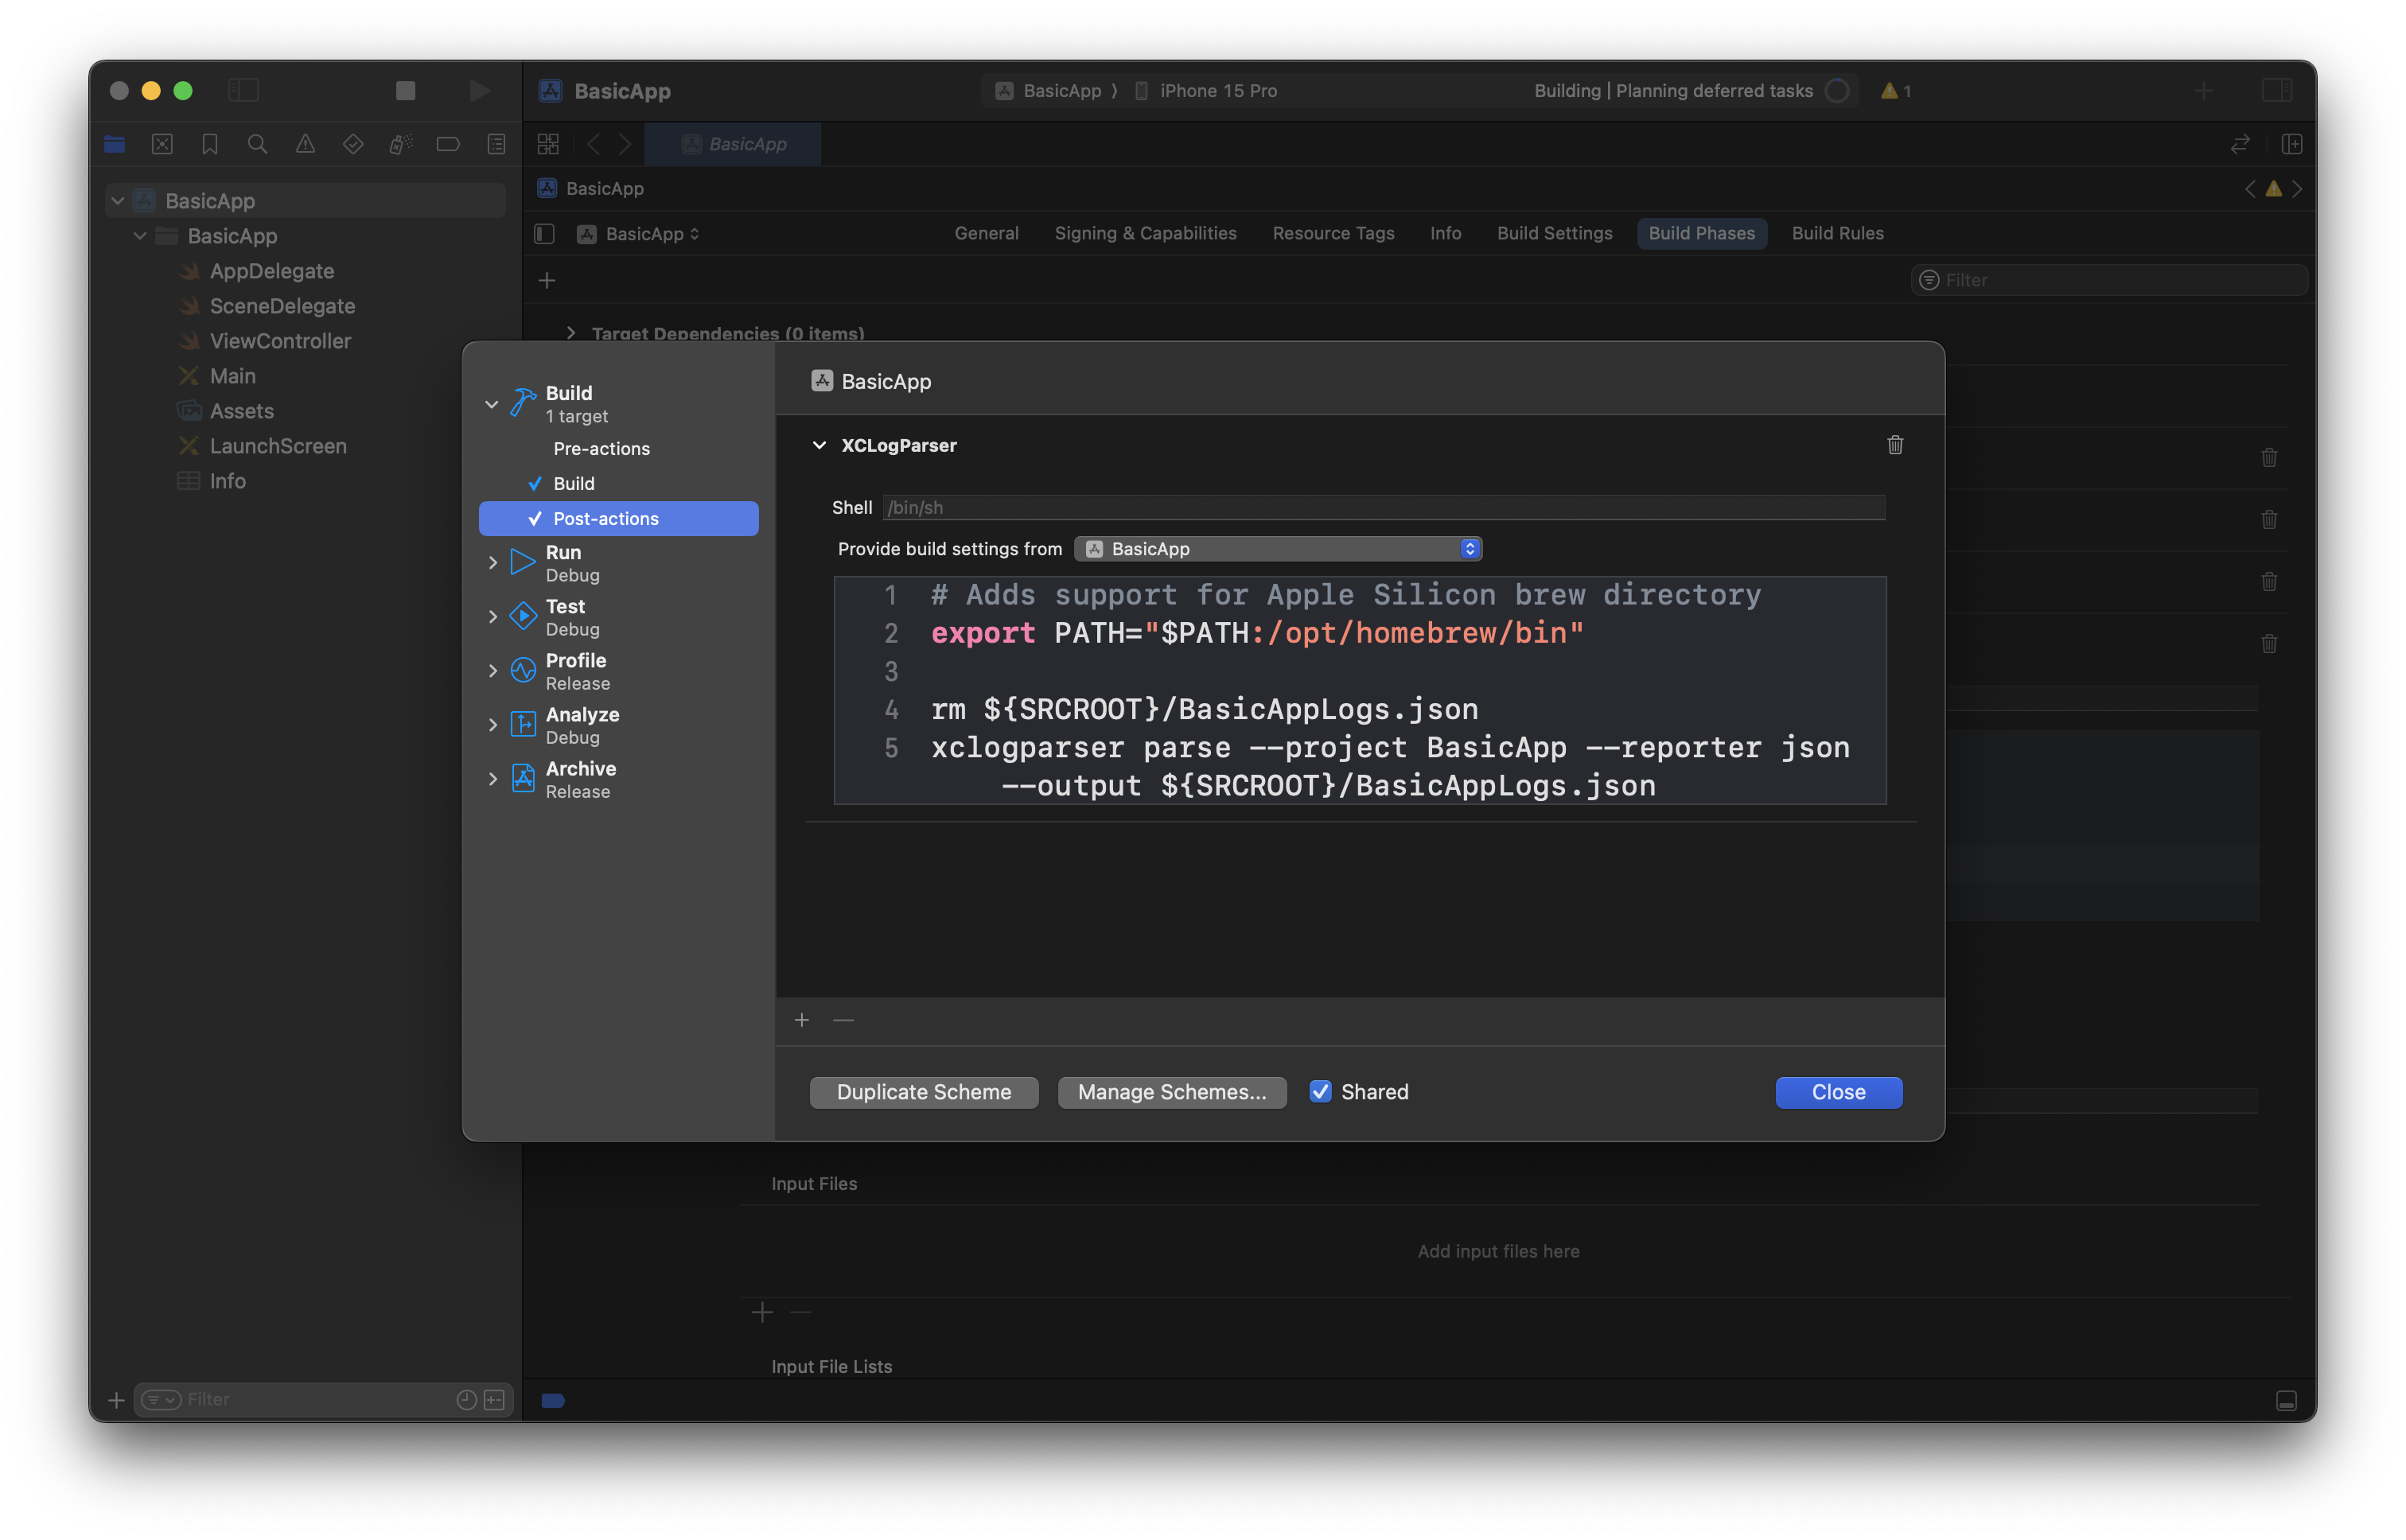 BasicApp
BasicApp ⟩ iPhone 15 Pro
Building | Planning deferred tasks
1
BasicApp
BasicApp
BasicApp
General Signing & Capabilities Resource Tags Info Build Settings Build Phases Build Rules
Filter
Target Dependencies (0 items)
BasicApp
BasicApp
AppDelegate
SceneDelegate
ViewController
Main
Assets
LaunchScreen
Info
Filter
Build
1 target
Pre-actions
Build
Post-actions
Run
Debug
Test
Debug
Profile
Release
Analyze
Debug
Archive
Release
BasicApp
XCLogParser
Shell /bin/sh
Provide build settings from BasicApp
1 # Adds support for Apple Silicon brew directory
2 export PATH="$PATH:/opt/homebrew/bin"
3
4 rm ${SRCROOT}/BasicAppLogs.json
5 xclogparser parse --project BasicApp --reporter json
--output ${SRCROOT}/BasicAppLogs.json
Duplicate Scheme Manage Schemes... Shared Close
Input Files
Add input files here
Input File Lists